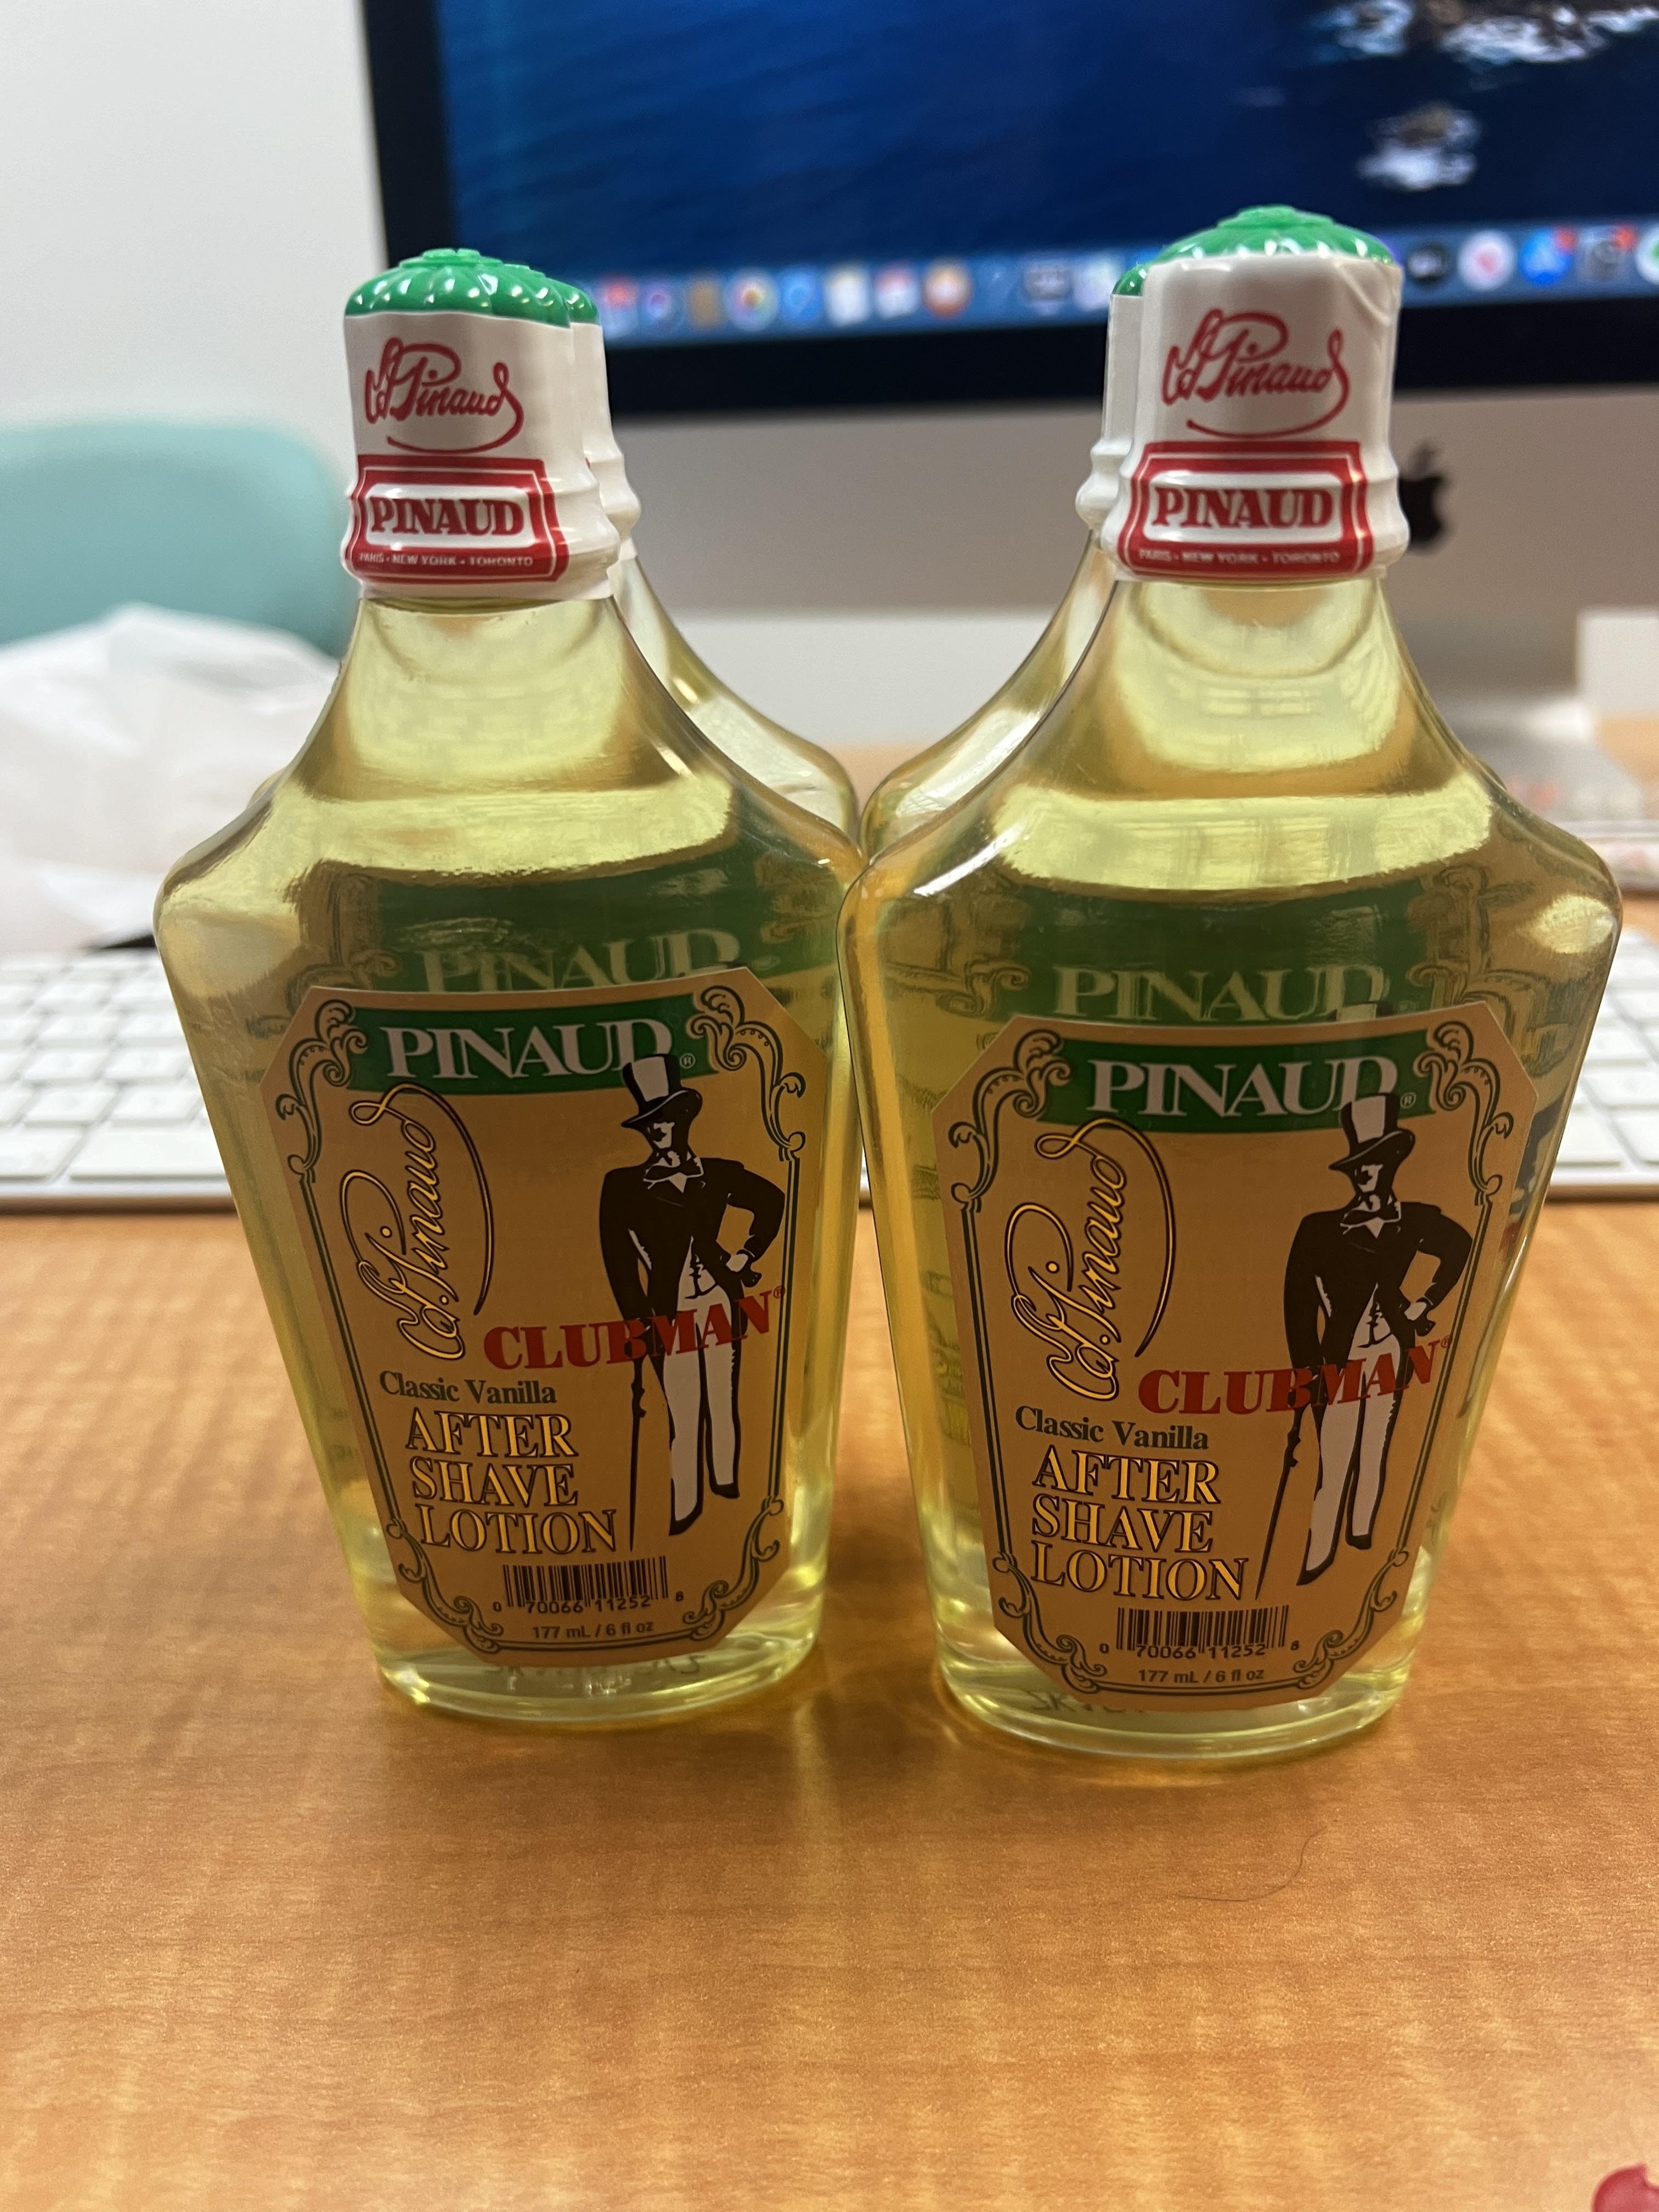 Ed. Pinaud
PINAUD
PARIS • NEW YORK • TORONTO
PINAUD
PINAUD®
Ed. Pinaud
CLUBMAN®
Classic Vanilla
AFTER
SHAVE
LOTION
0 70066 11252 8
177 mL / 6 fl oz
Ed. Pinaud
PINAUD
PARIS • NEW YORK • TORONTO
PINAUD
PINAUD®
Ed. Pinaud
CLUBMAN®
Classic Vanilla
AFTER
SHAVE
LOTION
0 70066 11252 8
177 mL / 6 fl oz